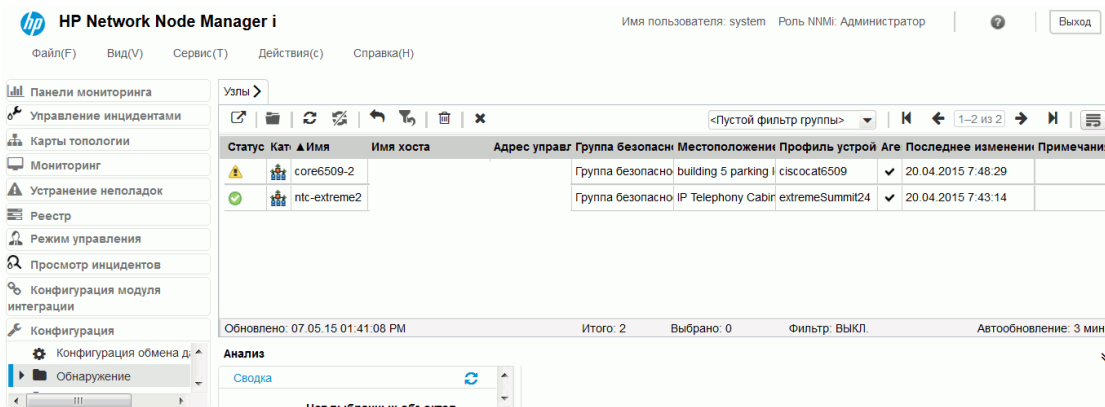 hp HP Network Node Manager i
Имя пользователя: system Роль NNMi: Администратор ? Выход
Файл(F) Вид(V) Сервис(T) Действия(c) Справка(H)
Панели мониторинга
Управление инцидентами
Карты топологии
Мониторинг
Устранение неполадок
Реестр
Режим управления
Просмотр инцидентов
Конфигурация модуля
интеграции
Конфигурация
Конфигурация обмена
Обнаружение
Узлы
<Пустой фильтр группы> 1–2 из 2
Статус Кат ▲Имя Имя хоста Адрес управл Группа безопасн Местоположени Профиль устрой Аге Последнее изменени Примечани
core6509-2 Группа безопасно building 5 parking ciscocat6509 20.04.2015 7:48:29
ntc-extreme2 Группа безопасно IP Telephony Cabin extremeSummit24 20.04.2015 7:43:14
Обновлено: 07.05.15 01:41:08 PM Итого: 2 Выбрано: 0 Фильтр: ВЫКЛ. Автообновление: 3 мин
Анализ
Сводка